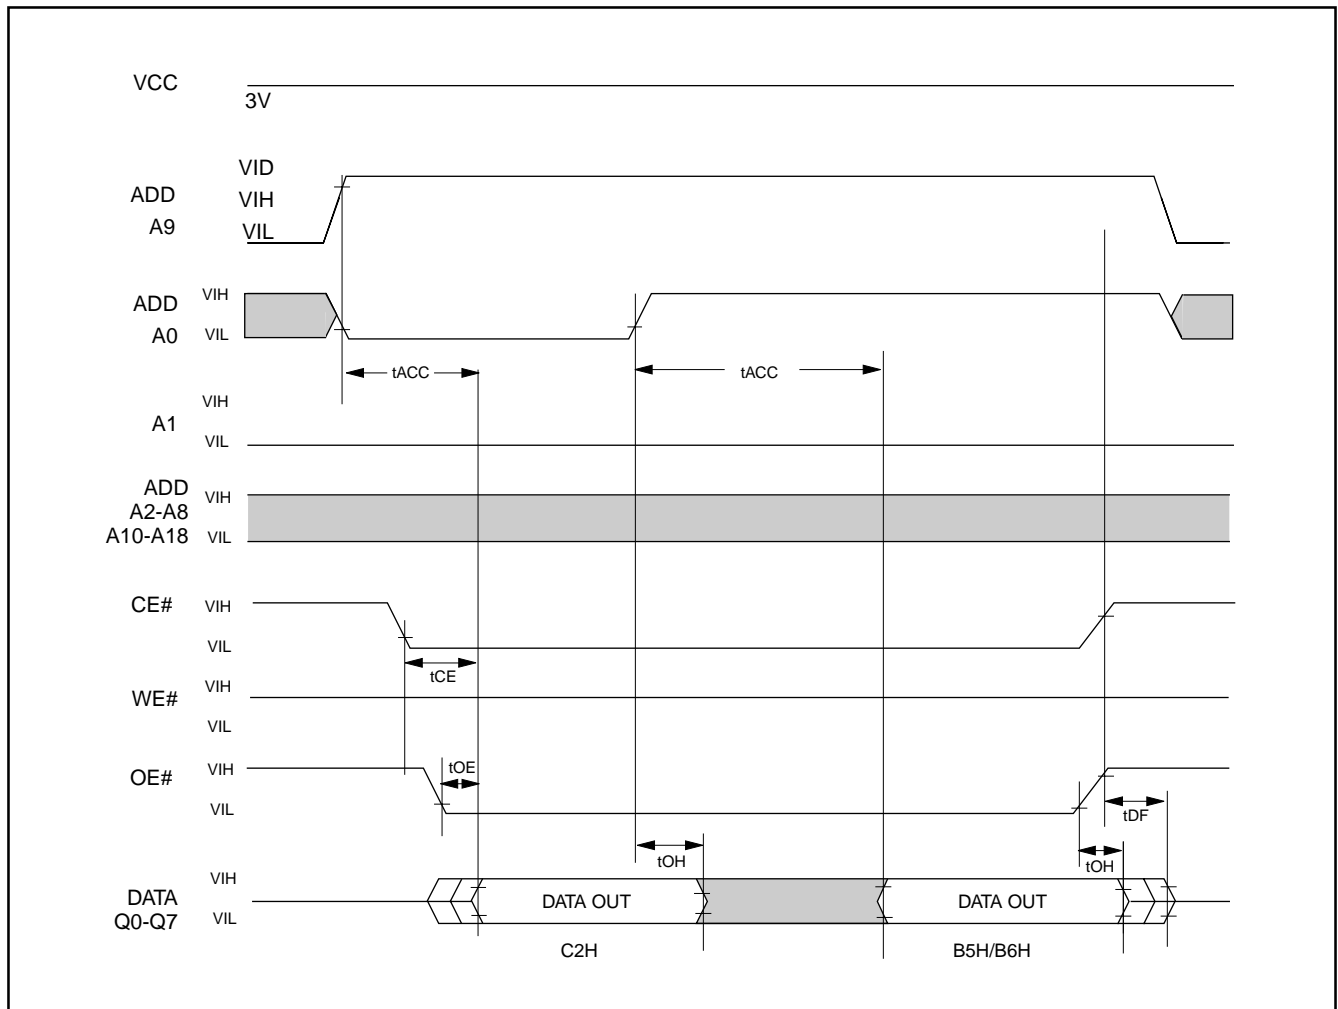 VCC
3V
VID
ADD
VIH
A9
VIL
ADD
VIH
A0
VIL
tACC
tACC
VIH
A1
VIL
ADD
VIH
A2-A8
A10-A18
VIL
CE#
VIH
VIL
tCE
VIH
WE#
VIL
OE#
VIH
tOE
VIL
tDF
tOH
tOH
VIH
DATA
DATA OUT
DATA OUT
Q0-Q7
VIL
C2H
B5H/B6H